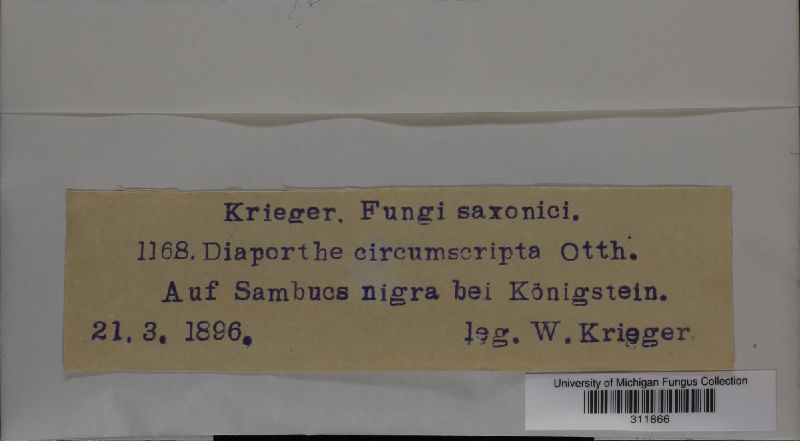 Krieger, Fungi saxonici.
1168. Diaporthe circumscripta Otth.
Auf Sambucs nigra bei Königstein.
21. 3. 1896. leg. W. Krieger.
University of Michigan Fungus Collection
311866